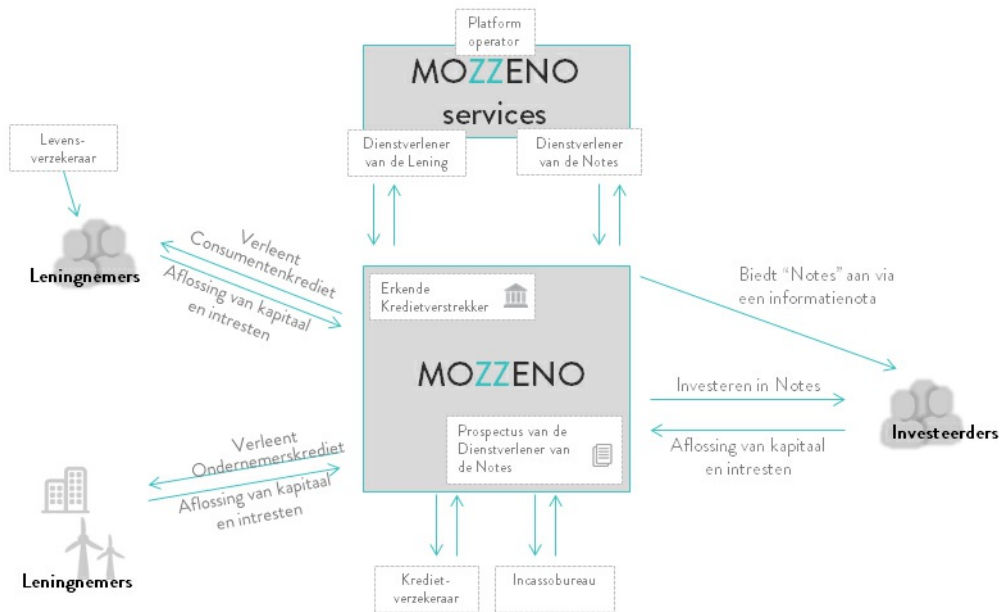 Platform
operator
MOZZENO
services
Dienstverlener
van de Lening
Dienstverlener
van de Notes
Levens-
verzekeraar
Leningnemers
Verleent
Consumentenkrediet
Aflossing van kapitaal
en intresten
Erkende
Kredietverstrekker
MOZZENO
Prospectus van de
Dienstverlener van
de Notes
Biedt “Notes” aan via
een informatienota
Investeren in Notes
Aflossing van kapitaal
en intresten
Investeerders
Verleent
Ondernemerskrediet
Aflossing van kapitaal
en intresten
Leningnemers
Krediet-
verzekeraar
Incassobureau